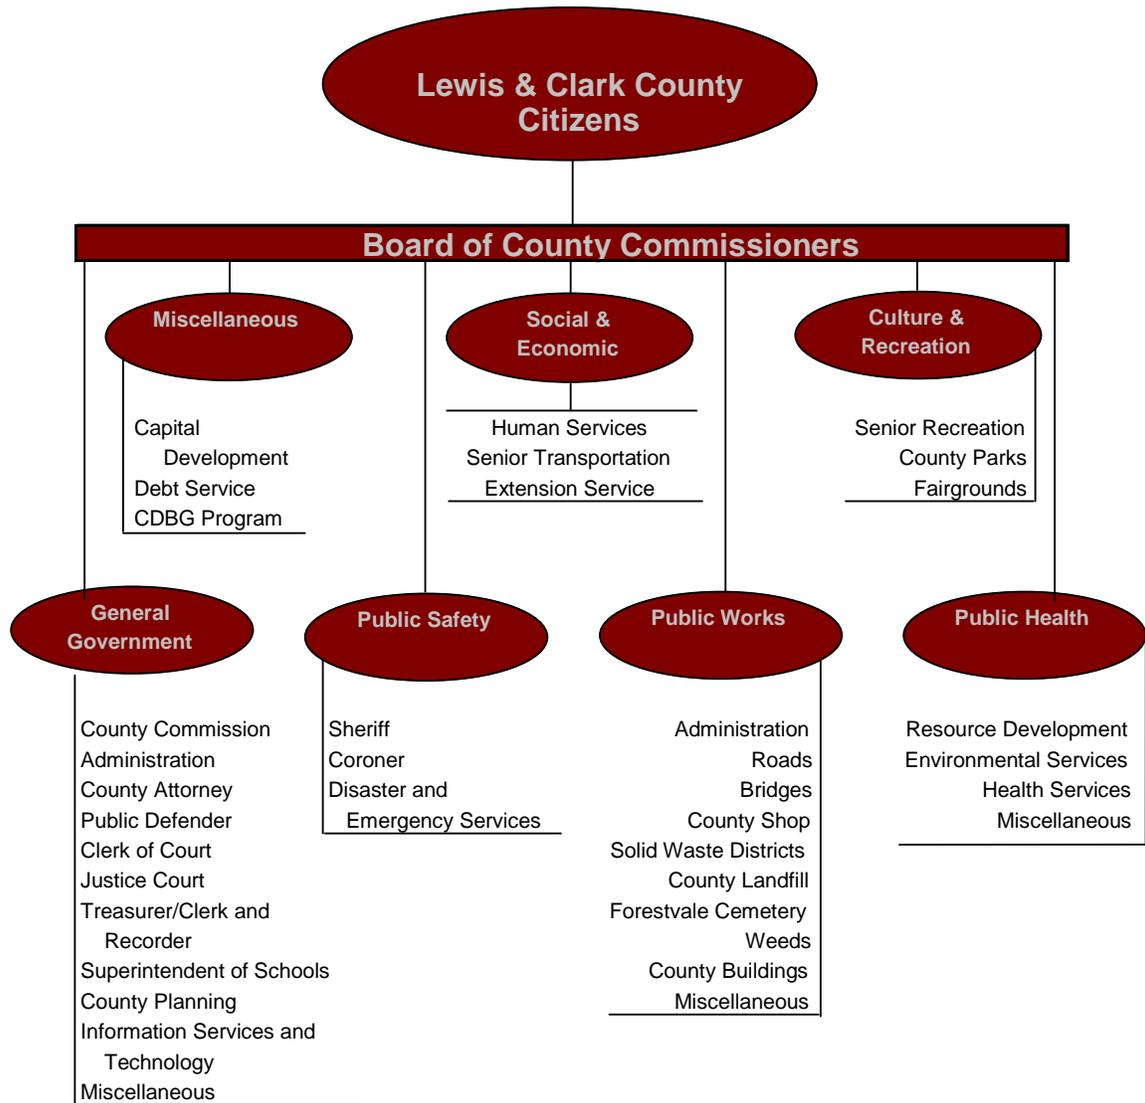 Lewis & Clark County
Citizens
Board of County Commissioners
Miscellaneous
Capital
Development
Debt Service
CDBG Program
Social &
Economic
Human Services
Senior Transportation
Extension Service
Culture &
Recreation
Senior Recreation
County Parks
Fairgrounds
General
Government
County Commission
Administration
County Attorney
Public Defender
Clerk of Court
Justice Court
Treasurer/Clerk and
Recorder
Superintendent of Schools
County Planning
Information Services and
Technology
Miscellaneous
Public Safety
Sheriff
Coroner
Disaster and
Emergency Services
Public Works
Administration
Roads
Bridges
County Shop
Solid Waste Districts
County Landfill
Forestvale Cemetery
Weeds
County Buildings
Miscellaneous
Public Health
Resource Development
Environmental Services
Health Services
Miscellaneous